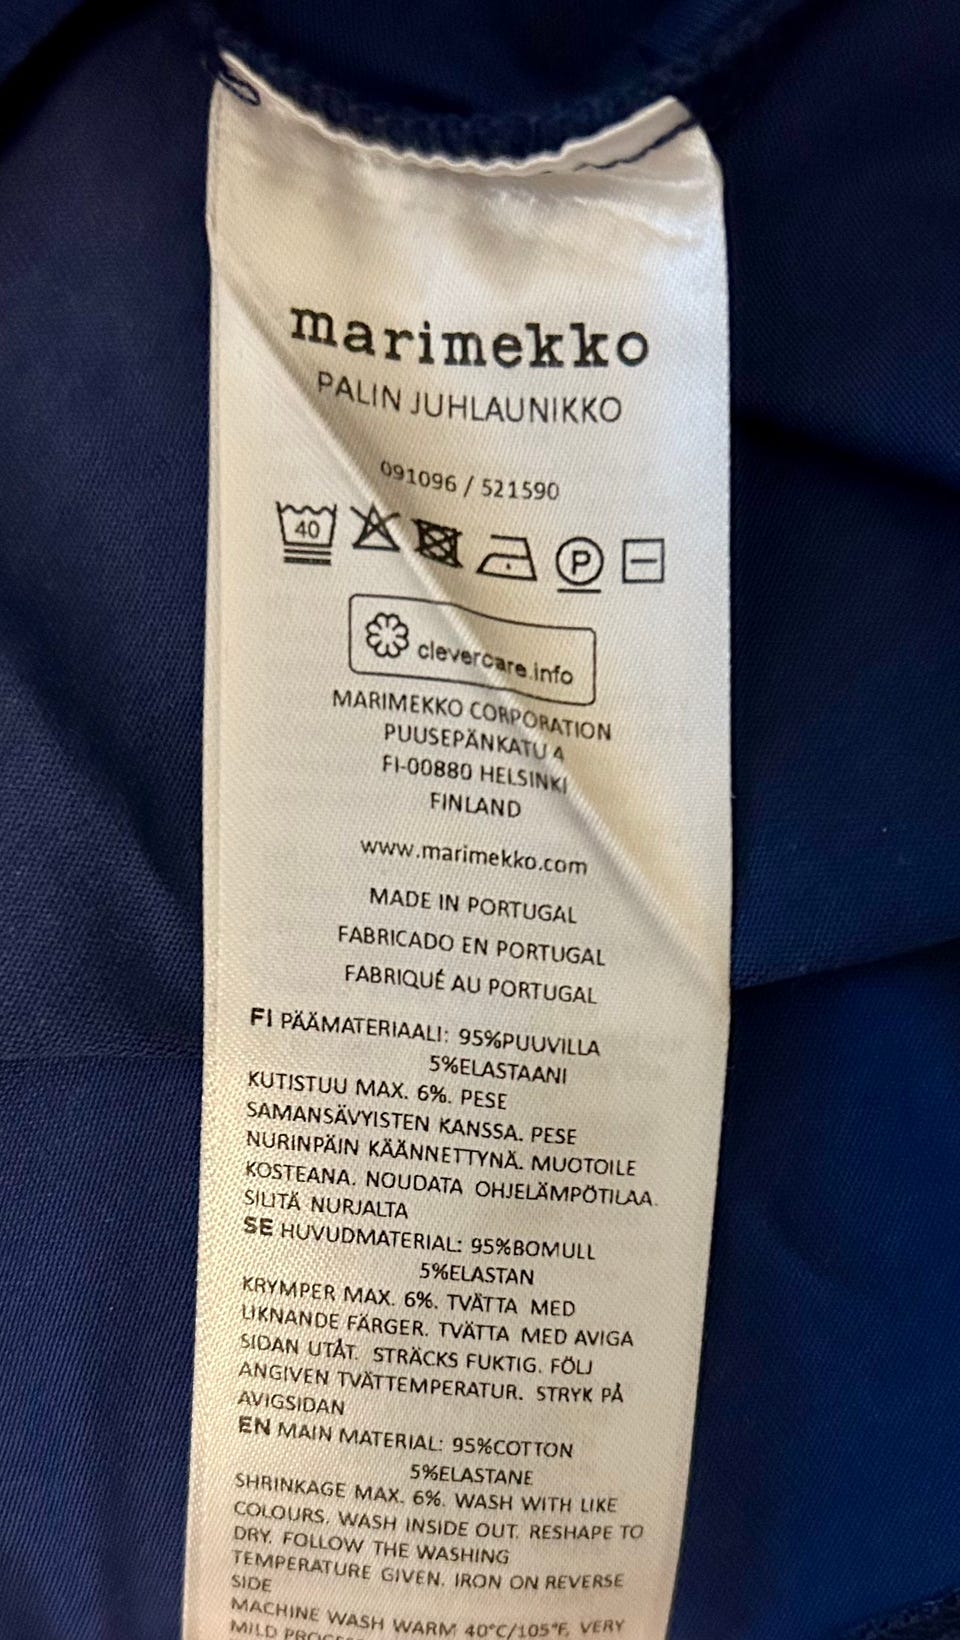 marimekko
PALIN JUHLAUNIKKO
091096 / 521590
40
P
clevercare.info
MARIMEKKO CORPORATION
PUUSEPÄNKATU 4
FI-00880 HELSINKI
FINLAND
www.marimekko.com
MADE IN PORTUGAL
FABRICADO EN PORTUGAL
FABRIQUÉ AU PORTUGAL
FI PÄÄMATERIAALI: 95%PUUVILLA
5%ELASTAANI
KUTISTUU MAX. 6%. PESE
SAMANSÄVYISTEN KANSSA. PESE
NURINPÄIN KÄÄNNETTYNÄ. MUOTOILE
KOSTEANA. NOUDATA OHJELÄMPÖTILAA.
SILITÄ NURJALTA
SE HUVUDMATERIAL: 95%BOMULL
5%ELASTAN
KRYMPER MAX. 6%. TVÄTTA MED
LIKNANDE FÄRGER. TVÄTTA MED AVIGA
SIDAN UTÅT. STRÄCKS FUKTIG. FÖLJ
ANGIVEN TVÄTTEMPERATUR. STRYK PÅ
AVIGSIDAN
EN MAIN MATERIAL: 95%COTTON
5%ELASTANE
SHRINKAGE MAX. 6%. WASH WITH LIKE
COLOURS. WASH INSIDE OUT. RESHAPE TO
DRY. FOLLOW THE WASHING
TEMPERATURE GIVEN. IRON ON REVERSE
SIDE
MACHINE WASH WARM 40°C/105°F, VERY
MILD